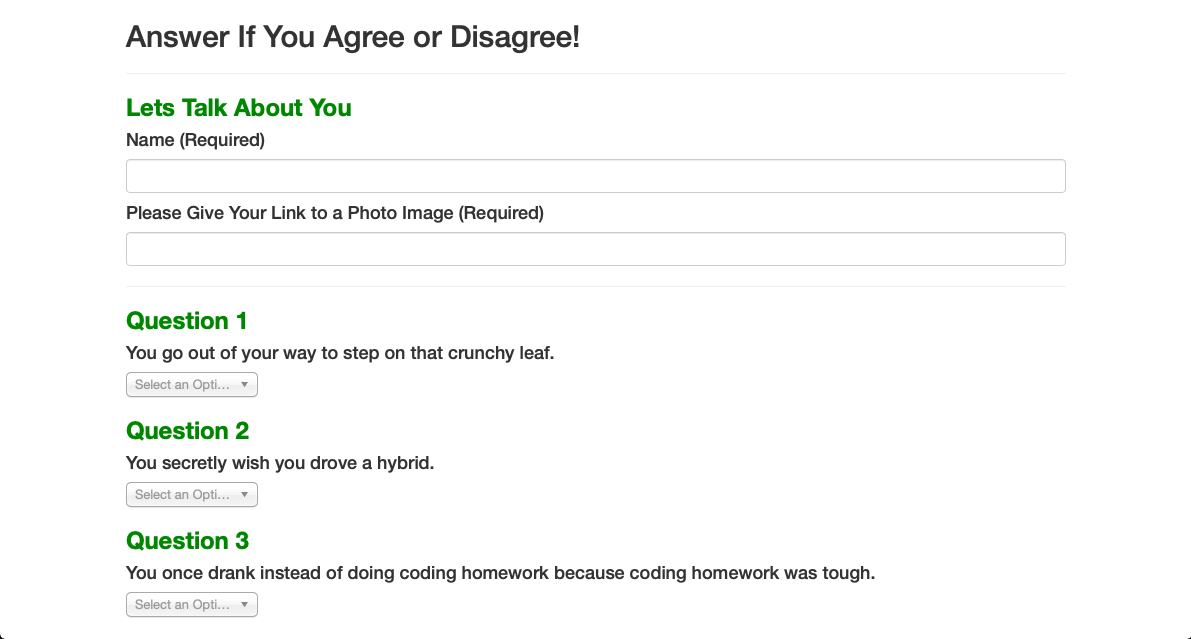 Answer If You Agree or Disagree!
Lets Talk About You
Name (Required)
Please Give Your Link to a Photo Image (Required)
Question 1
You go out of your way to step on that crunchy leaf.
Select an Opti...
Question 2
You secretly wish you drove a hybrid.
Select an Opti...
Question 3
You once drank instead of doing coding homework because coding homework was tough.
Select an Opti...